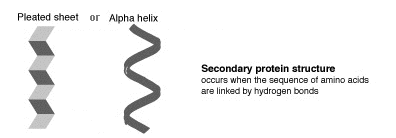 Pleated sheet or Alpha helix
Secondary protein structure
occurs when the sequence of amino acids
are linked by hydrogen bonds